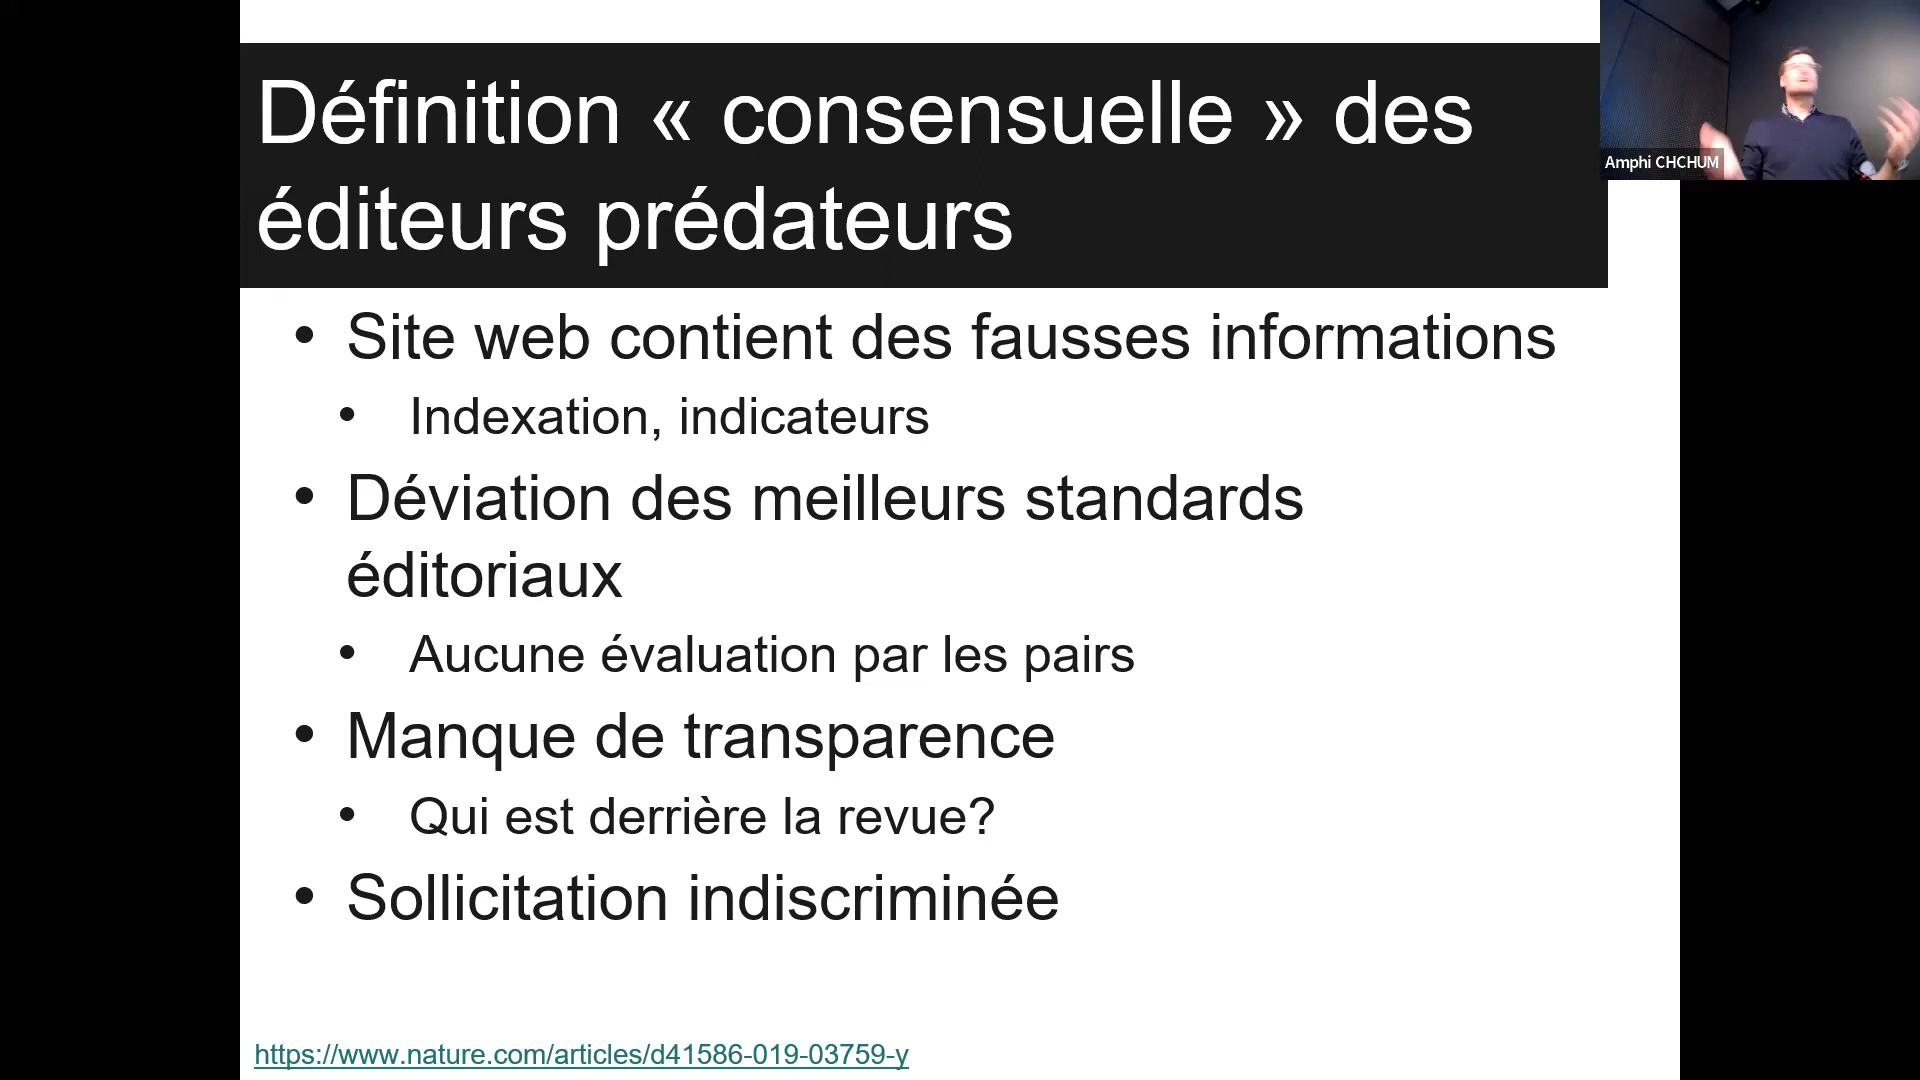 Définition « consensuelle » des
éditeurs prédateurs
Amphi CHCHUM
• Site web contient des fausses informations
• Indexation, indicateurs
• Déviation des meilleurs standards
éditoriaux
• Aucune évaluation par les pairs
• Manque de transparence
• Qui est derrière la revue?
• Sollicitation indiscriminée
https://www.nature.com/articles/d41586-019-03759-y